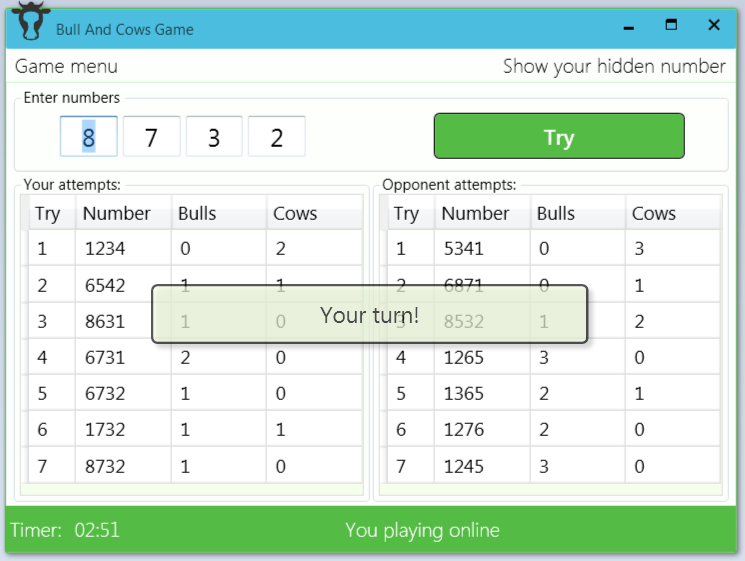 Bull And Cows Game
Game menu Show your hidden number
Enter numbers
8 7 3 2 Try
Your attempts: Opponent attempts:
Try Number Bulls Cows Try Number Bulls Cows
1 1234 0 2 1 5341 0 3
2 6542 1 1 2 6871 0 1
Your turn!
3 8631 1 0 3 8532 1 2
4 6731 2 0 4 1265 3 0
5 6732 1 0 5 1365 2 1
6 1732 1 1 6 1276 2 0
7 8732 1 0 7 1245 3 0
Timer: 02:51 You playing online